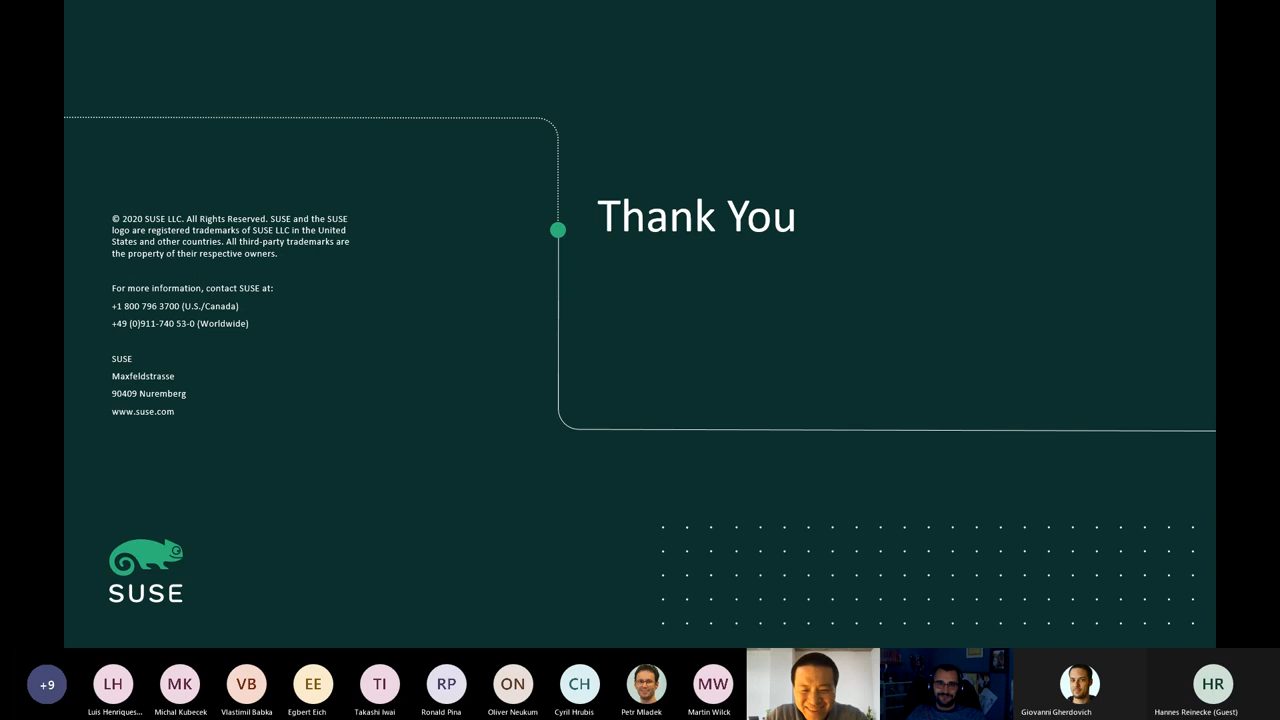 Thank You
© 2020 SUSE LLC. All Rights Reserved. SUSE and the SUSE
logo are registered trademarks of SUSE LLC in the United
States and other countries. All third-party trademarks are
the property of their respective owners.
For more information, contact SUSE at:
+1 800 796 3700 (U.S./Canada)
+49 (0)911-740 53-0 (Worldwide)
SUSE
Maxfeldstrasse
90409 Nuremberg
www.suse.com
SUSE
+9
LH
MK
VB
EE
TI
RP
ON
CH
MW
HR
Luis Henriques...
Michal Kubecek
Vlastimil Babka
Egbert Eich
Takashi Iwai
Ronald Pina
Oliver Neukum
Cyril Hrubis
Petr Mladek
Martin Wilck
Giovanni Gherdovich
Hannes Reinecke (Guest)